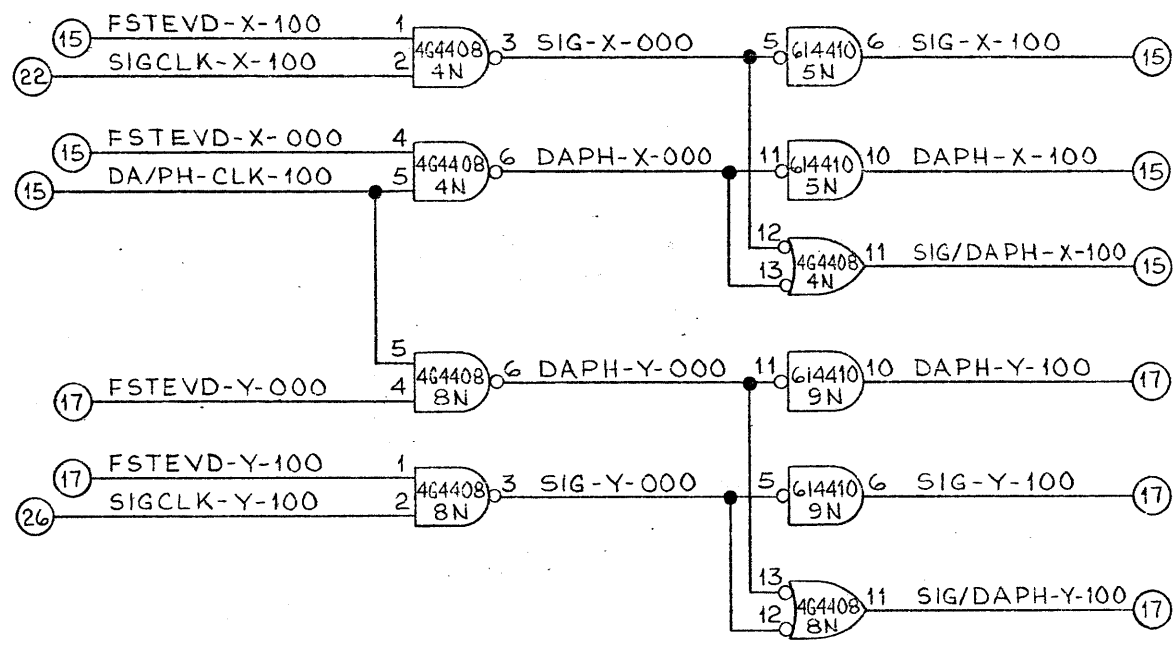 FSTEVD-X-100 1
15
SIGCLK-X-100 2
22
4G4408
4N
3 SIG-X-000 5
6I4410
5N
6 SIG-X-100
15
FSTEVD-X-000 4
15
DA/PH-CLK-100 5
15
4G4408
4N
6 DAPH-X-000 11
6I4410
5N
10 DAPH-X-100
15
12
13
4G4408
4N
11 SIG/DAPH-X-100
15
5
FSTEVD-Y-000 4
17
4G4408
8N
6 DAPH-Y-000 11
6I4410
9N
10 DAPH-Y-100
17
FSTEVD-Y-100 1
17
SIGCLK-Y-100 2
26
4G4408
8N
3 SIG-Y-000 5
6I4410
9N
6 SIG-Y-100
17
13
12
4G4408
8N
11 SIG/DAPH-Y-100
17